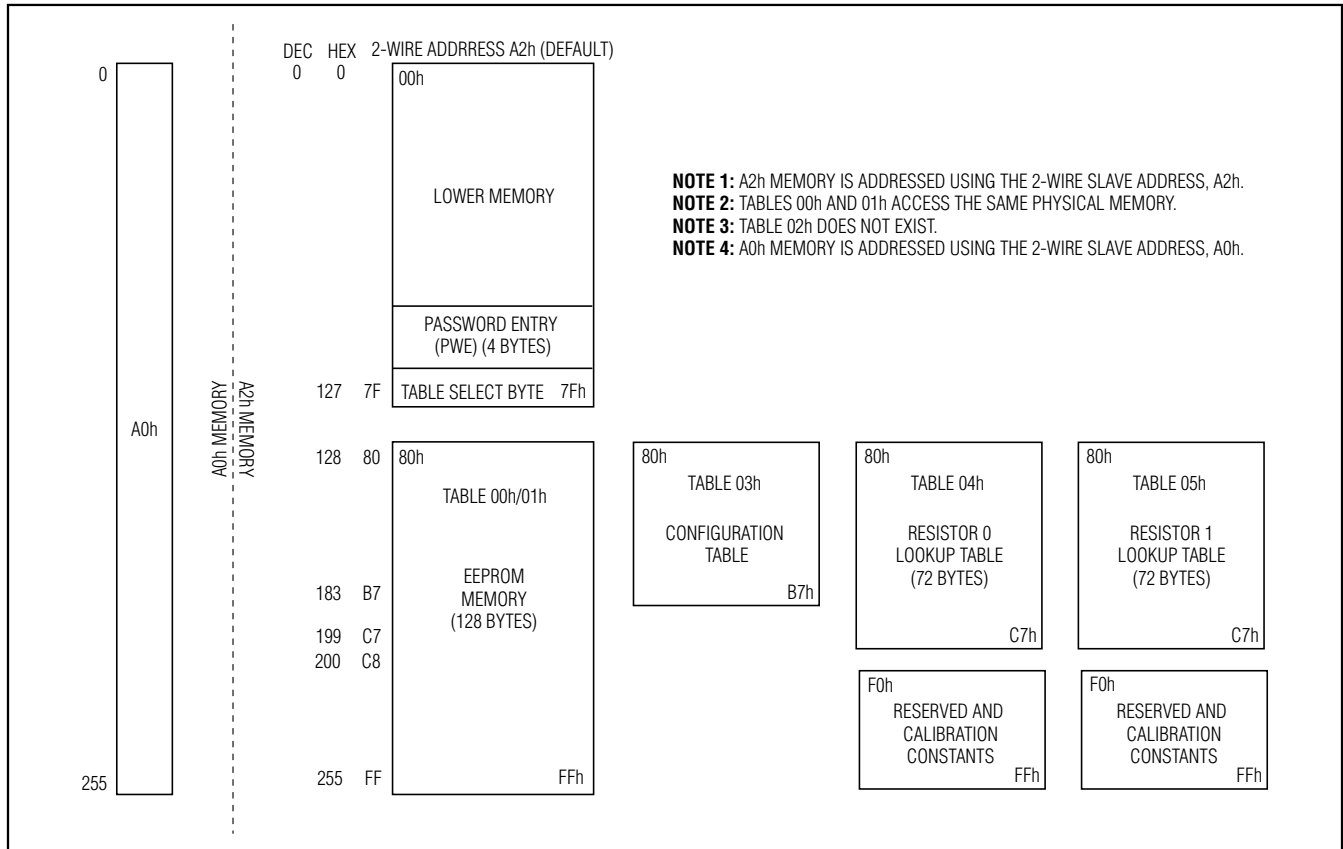 DEC HEX 2-WIRE ADDRRESS A2h (DEFAULT)
0 0 0
00h
LOWER MEMORY
PASSWORD ENTRY
(PWE) (4 BYTES)
127 7F TABLE SELECT BYTE 7Fh
NOTE 1: A2h MEMORY IS ADDRESSED USING THE 2-WIRE SLAVE ADDRESS, A2h.
NOTE 2: TABLES 00h AND 01h ACCESS THE SAME PHYSICAL MEMORY.
NOTE 3: TABLE 02h DOES NOT EXIST.
NOTE 4: A0h MEMORY IS ADDRESSED USING THE 2-WIRE SLAVE ADDRESS, A0h.
A0h
A0h MEMORY
A2h MEMORY
128 80 80h
TABLE 00h/01h
EEPROM
MEMORY
(128 BYTES)
183 B7
199 C7
200 C8
255 255 FF FFh
80h
TABLE 03h
CONFIGURATION
TABLE
B7h
80h
TABLE 04h
RESISTOR 0
LOOKUP TABLE
(72 BYTES)
C7h
80h
TABLE 05h
RESISTOR 1
LOOKUP TABLE
(72 BYTES)
C7h
F0h
RESERVED AND
CALIBRATION
CONSTANTS
FFh
F0h
RESERVED AND
CALIBRATION
CONSTANTS
FFh